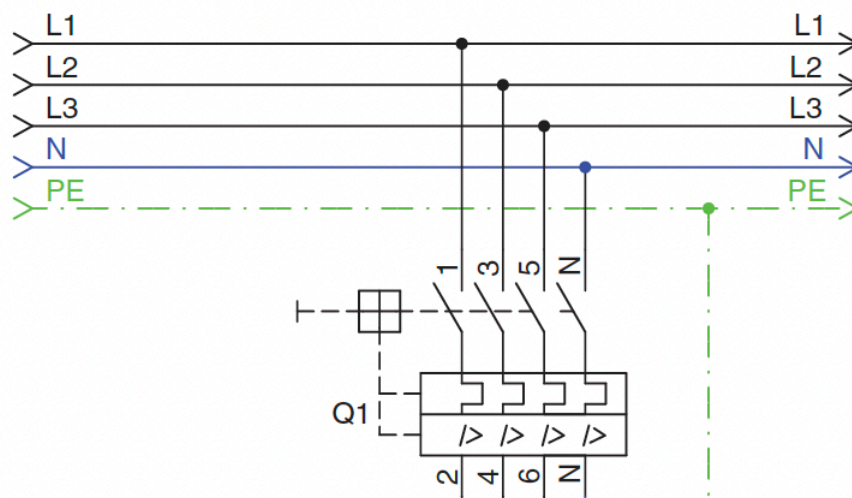 L1 L1
L2 L2
L3 L3
N N
PE PE
1 3 5 N
Q1
I> I> I> I>
2 4 6 N